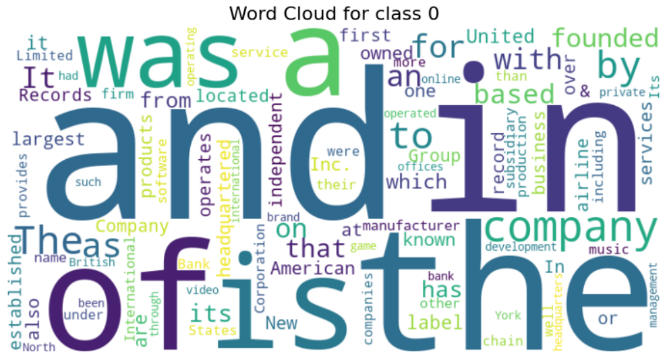 Word Cloud for class 0
it
Limited
had
was
operating
service
a
first
owned
more
for
United
founded
It
Records
firm
from
located
an
one
online
with
than
over
by
private
Its
and
in
based
&
largest
provides
such
products
software
operates
international
independent
were
Inc.
their
to
operated
offices
Group
which
record
subsidiary
production
business
airline
including
services
The
as
Company
headquartered
brand
on
that
at
manufacturer
known
company
established
name
British
of
is
the
Bank
American
has
game
bank
development
music
also
been
under
are
International
through
video
its
States
Corporation
New
companies
other
label
York
chain
In
well
headquarters
or
management
North